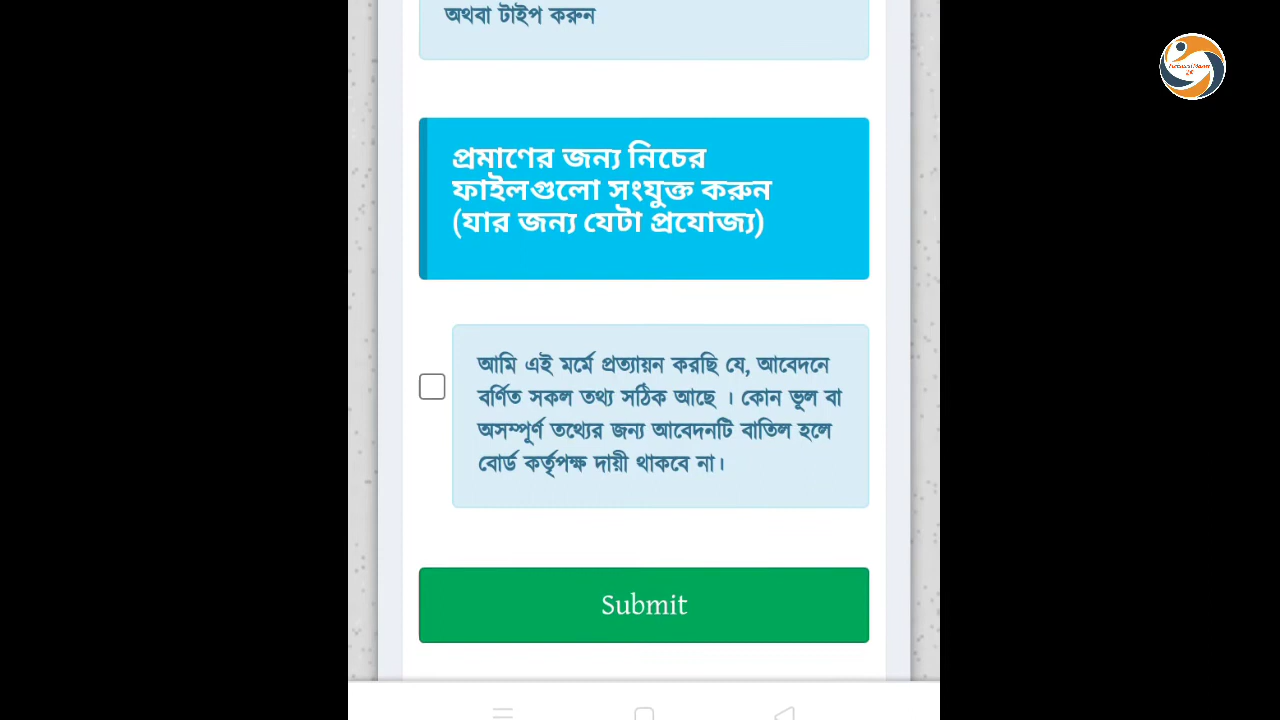 অথবা টাইপ করুন
প্রমাণের জন্য নিচের
ফাইলগুলো সংযুক্ত করুন
(যার জন্য যেটা প্রযোজ্য)
আমি এই মর্মে প্রত্যায়ন করছি যে, আবেদনে
বর্ণিত সকল তথ্য সঠিক আছে । কোন ভূল বা
অসম্পূর্ণ তথ্যের জন্য আবেদনটি বাতিল হলে
বোর্ড কর্তৃপক্ষ দায়ী থাকবে না।
Submit